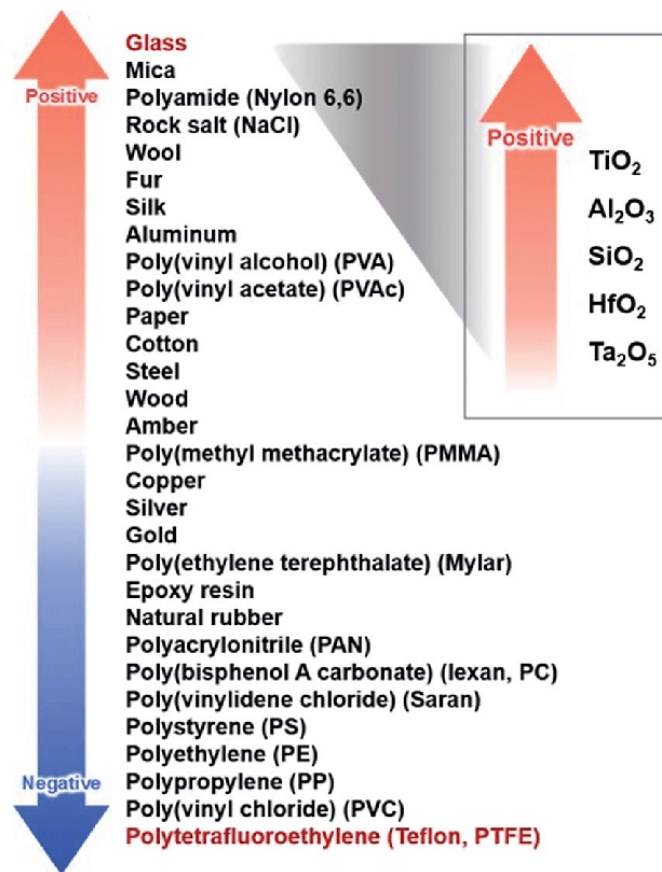 Positive
Glass
Mica
Polyamide (Nylon 6,6)
Rock salt (NaCl)
Wool
Fur
Silk
Aluminum
Poly(vinyl alcohol) (PVA)
Poly(vinyl acetate) (PVAc)
Paper
Cotton
Steel
Wood
Amber
Poly(methyl methacrylate) (PMMA)
Copper
Silver
Gold
Poly(ethylene terephthalate) (Mylar)
Epoxy resin
Natural rubber
Polyacrylonitrile (PAN)
Poly(bisphenol A carbonate) (lexan, PC)
Poly(vinylidene chloride) (Saran)
Polystyrene (PS)
Polyethylene (PE)
Polypropylene (PP)
Poly(vinyl chloride) (PVC)
Polytetrafluoroethylene (Teflon, PTFE)
Negative
Positive
TiO₂
Al₂O₃
SiO₂
HfO₂
Ta₂O₅